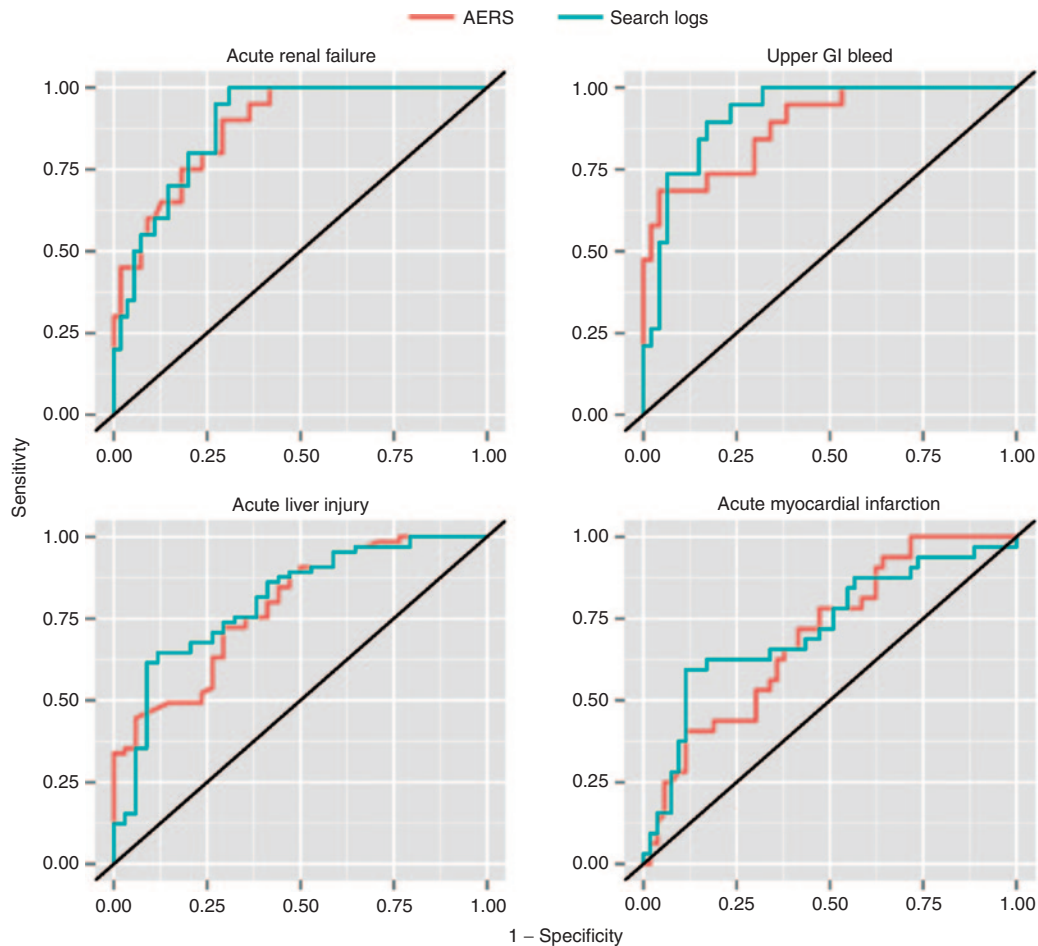 AERS Search logs
Acute renal failure Upper GI bleed
1.00 1.00
0.75 0.75
0.50 0.50
0.25 0.25
0.00 0.00
0.00 0.25 0.50 0.75 1.00 0.00 0.25 0.50 0.75 1.00
Sensitivty
Acute liver injury Acute myocardial infarction
1.00 1.00
0.75 0.75
0.50 0.50
0.25 0.25
0.00 0.00
0.00 0.25 0.50 0.75 1.00 0.00 0.25 0.50 0.75 1.00
1 – Specificity